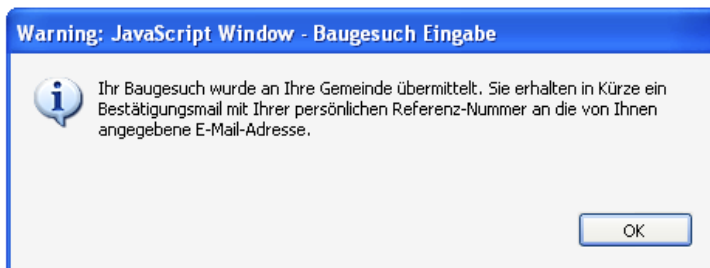 Warning: JavaScript Window - Baugesuch Eingabe
Ihr Baugesuch wurde an Ihre Gemeinde übermittelt. Sie erhalten in Kürze ein
Bestätigungsmail mit Ihrer persönlichen Referenz-Nummer an die von Ihnen
angegebene E-Mail-Adresse.
OK